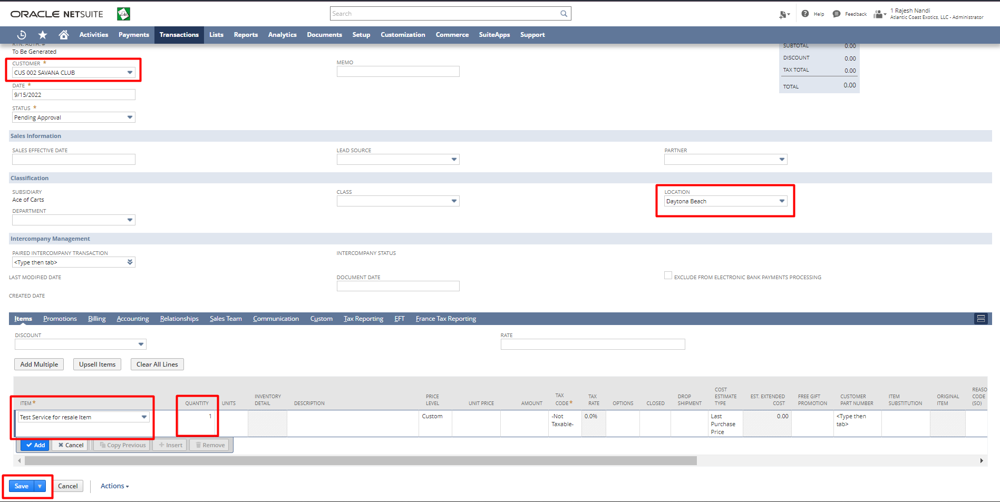 ORACLE NETSUITE
Search
Help
Feedback
1 Rajesh Nandi
Atlantic Coast Exotics, LLC - Administrator
Activities Payments Transactions Lists Reports Analytics Documents Setup Customization Commerce SuiteApps Support
RTN. AUTH. #
To Be Generated
CUSTOMER *
CUS 002 SAVANA CLUB
DATE *
9/15/2022
STATUS *
Pending Approval
MEMO
SUBTOTAL 0.00
DISCOUNT 0.00
TAX TOTAL 0.00
TOTAL 0.00
Sales Information
SALES EFFECTIVE DATE
LEAD SOURCE
PARTNER
Classification
SUBSIDIARY
Ace of Carts
DEPARTMENT
CLASS
LOCATION
Daytona Beach
Intercompany Management
PAIRED INTERCOMPANY TRANSACTION
<Type then tab>
LAST MODIFIED DATE
CREATED DATE
INTERCOMPANY STATUS
DOCUMENT DATE
EXCLUDE FROM ELECTRONIC BANK PAYMENTS PROCESSING
Items Promotions Billing Accounting Relationships Sales Team Communication Custom Tax Reporting EFT France Tax Reporting
DISCOUNT
RATE
Add Multiple Upsell Items Clear All Lines
ITEM *
QUANTITY
UNITS
INVENTORY
DETAIL
DESCRIPTION
PRICE
LEVEL
UNIT PRICE
AMOUNT
TAX
CODE *
TAX
RATE
OPTIONS
CLOSED
DROP
SHIPMENT
COST
ESTIMATE
TYPE
EST. EXTENDED
COST
FREE GIFT
PROMOTION
CUSTOMER
PART NUMBER
ITEM
SUBSTITUTION
ORIGINAL
ITEM
REASO
CODE
(SO)
Test Service for resale Item
1
Custom
-Not
Taxable-
0.0%
Last
Purchase
Price
0.00
<Type then
tab>
Add Cancel Copy Previous Insert Remove
Save Cancel Actions